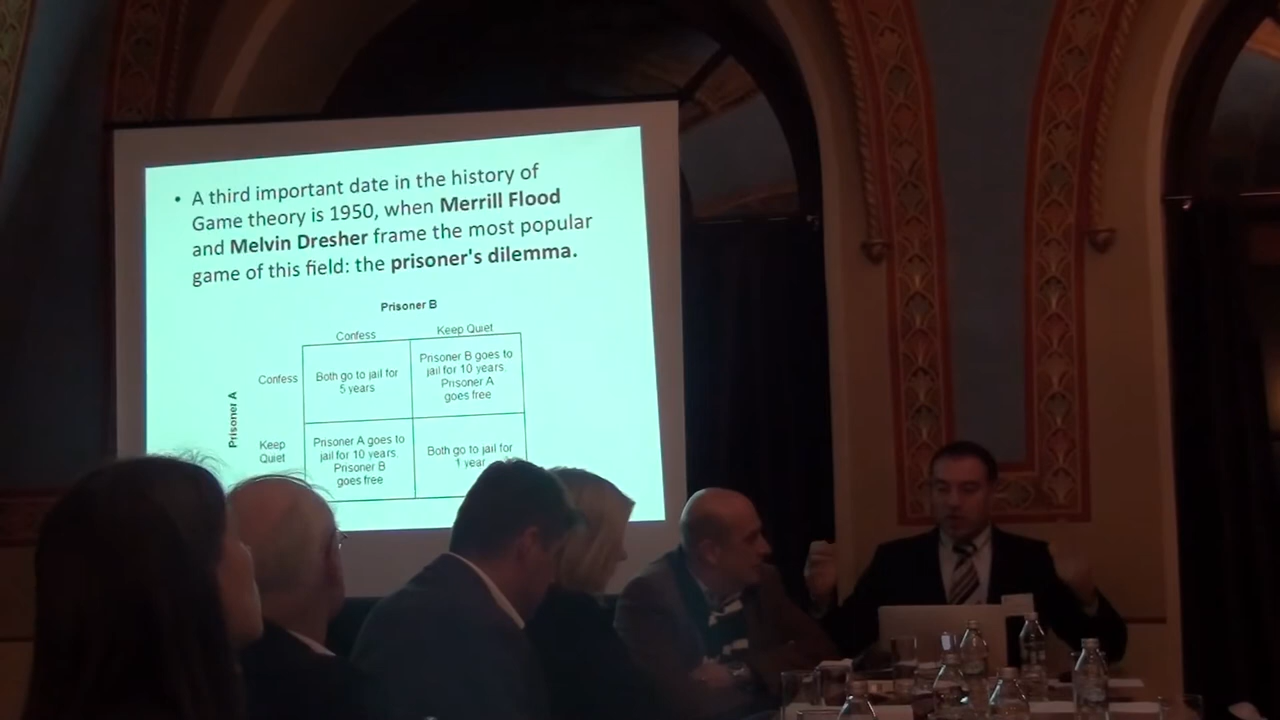 • A third important date in the history of
Game theory is 1950, when Merrill Flood
and Melvin Dresher frame the most popular
game of this field: the prisoner's dilemma.
Prisoner B
Confess
Keep Quiet
Prisoner A
Confess
Both go to jail for
5 years
Prisoner B goes to
jail for 10 years.
Prisoner A
goes free
Keep
Quiet
Prisoner A goes to
jail for 10 years.
Prisoner B
goes free
Both go to jail for
1 year